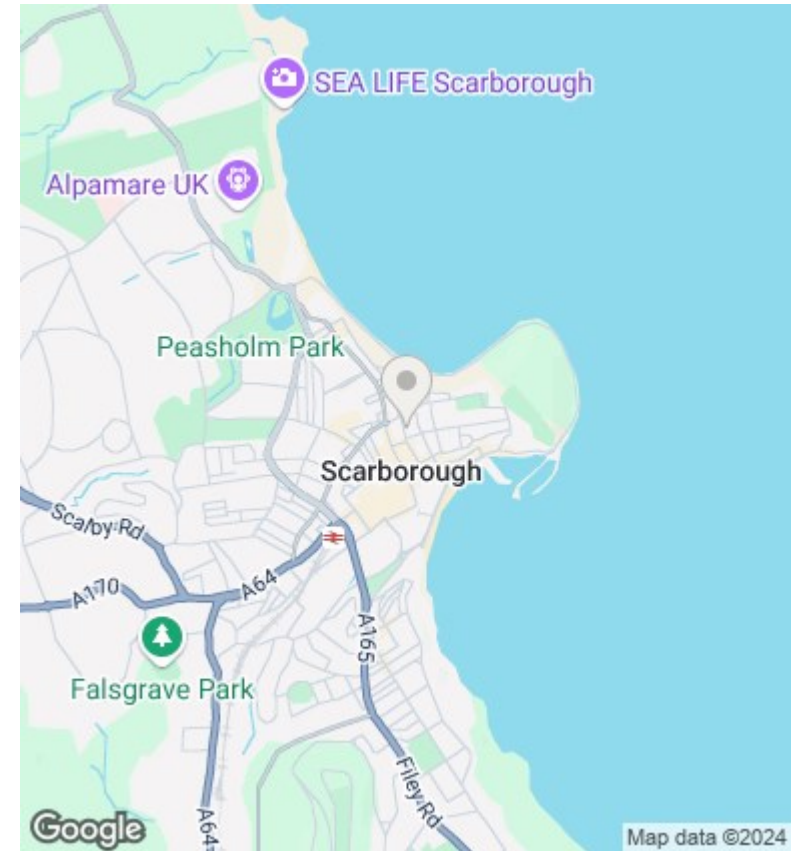 SEA LIFE Scarborough
Alpamare UK
Peasholm Park
Scarborough
Scalby Rd
A170
A64
A165
Falsgrave Park
Filey Rd
A64
Google
Map data ©2024